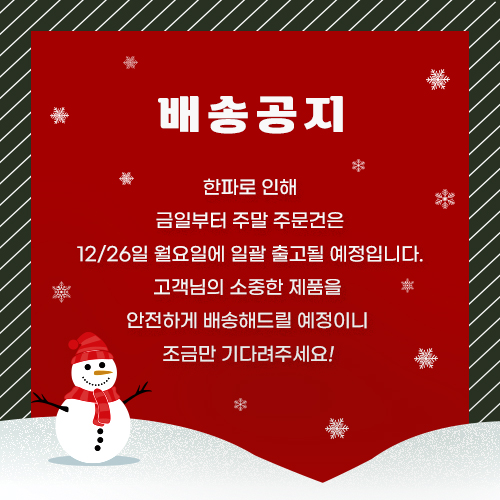 배송공지
한파로 인해
금일부터 주말 주문건은
12/26일 월요일에 일괄 출고될 예정입니다.
고객님의 소중한 제품을
안전하게 배송해드릴 예정이니
조금만 기다려주세요!